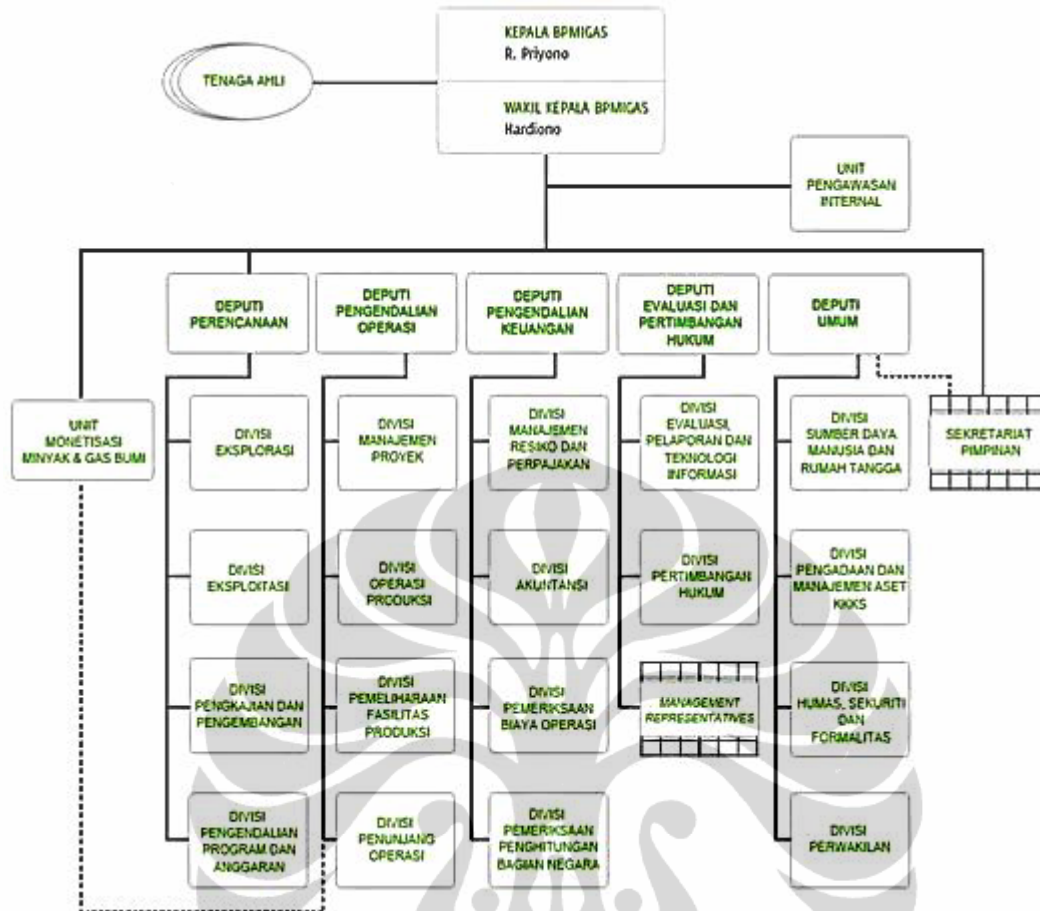 KEPALA BPMIGAS
R. Priyono
TENAGA AHLI
WAKIL KEPALA BPMIGAS
Hardiono
UNIT
PENGAWASAN
INTERNAL
DEPUTI
PERENCANAAN
DEPUTI
PENGENDALIAN
OPERASI
DEPUTI
PENGENDALIAN
KEUANGAN
DEPUTI
EVALUASI DAN
PERTIMBANGAN
HUKUM
DEPUTI
UMUM
UNIT
MONETISASI
MINYAK & GAS BUMI
DIVISI
EKSPLORASI
DIVISI
MANAJEMEN
PROYEK
DIVISI
MANAJEMEN
RESIKO DAN
PERPAJAKAN
DIVISI
EVALUASI,
PELAPORAN DAN
TEKNOLOGI
INFORMASI
DIVISI
SUMBER DAYA
MANUSIA DAN
RUMAH TANGGA
SEKRETARIAT
PIMPINAN
DIVISI
EKSPLOITASI
DIVISI
OPERASI
PRODUKSI
DIVISI
AKUNTANSI
DIVISI
PERTIMBANGAN
HUKUM
DIVISI
PENGADAAN DAN
MANAJEMEN ASET
KKKS
DIVISI
PENGKAJIAN DAN
PENGEMBANGAN
DIVISI
PEMELIHARAAN
FASILITAS
PRODUKSI
DIVISI
PEMERIKSAAN
BIAYA OPERASI
MANAGEMENT
REPRESENTATIVES
DIVISI
HUMAS, SEKURITI
DAN
FORMALITAS
DIVISI
PENGENDALIAN
PROGRAM DAN
ANGGARAN
DIVISI
PENUNJANG
OPERASI
DIVISI
PEMERIKSAAN
PENGHITUNGAN
BAGIAN NEGARA
DIVISI
PERWAKILAN